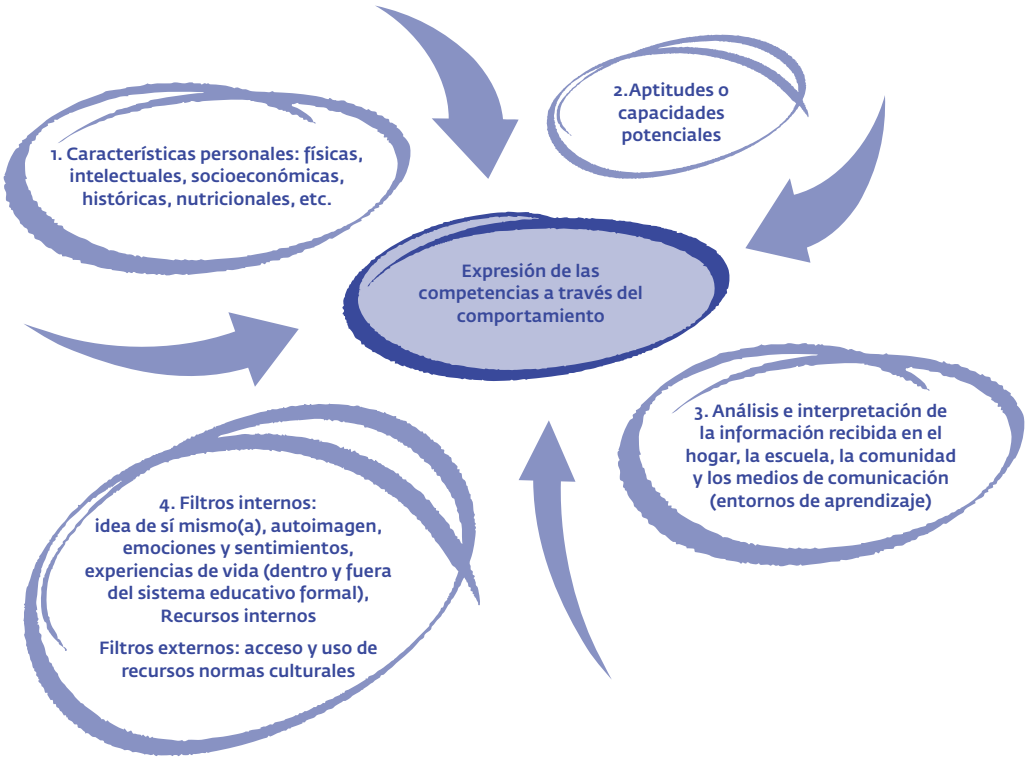 1. Características personales: físicas,
intelectuales, socioeconómicas,
históricas, nutricionales, etc.
2.Aptitudes o
capacidades
potenciales
Expresión de las
competencias a través del
comportamiento
3. Análisis e interpretación de
la información recibida en el
hogar, la escuela, la comunidad
y los medios de comunicación
(entornos de aprendizaje)
4. Filtros internos:
idea de sí mismo(a), autoimagen,
emociones y sentimientos,
experiencias de vida (dentro y fuera
del sistema educativo formal),
Recursos internos
Filtros externos: acceso y uso de
recursos normas culturales